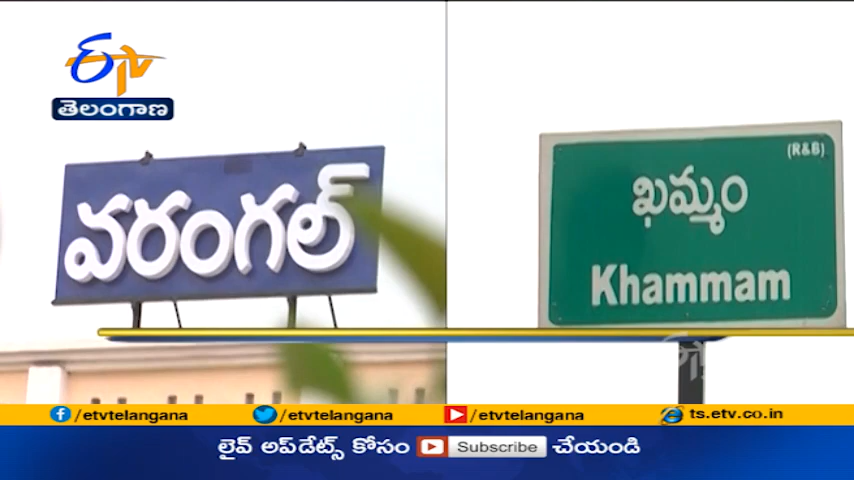 ETV
తెలంగాణ
వరంగల్
(R&B)
ఖమ్మం
Khammam
/etvtelangana /etvtelangana /etvtelangana ts.etv.co.in
లైవ్ అప్‌డేట్స్ కోసం Subscribe చేయండి